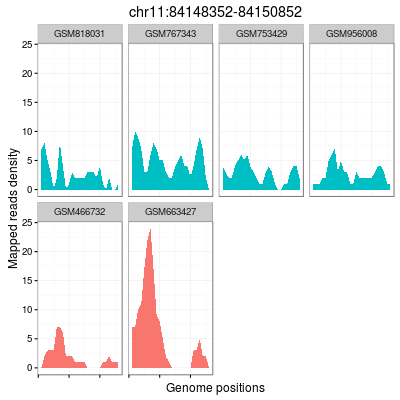 chr11:84148352-84150852
GSM818031 GSM767343 GSM753429 GSM956008
25
20
15
10
5
0
GSM466732 GSM663427
25
20
15
10
5
0
Mapped reads density
Genome positions